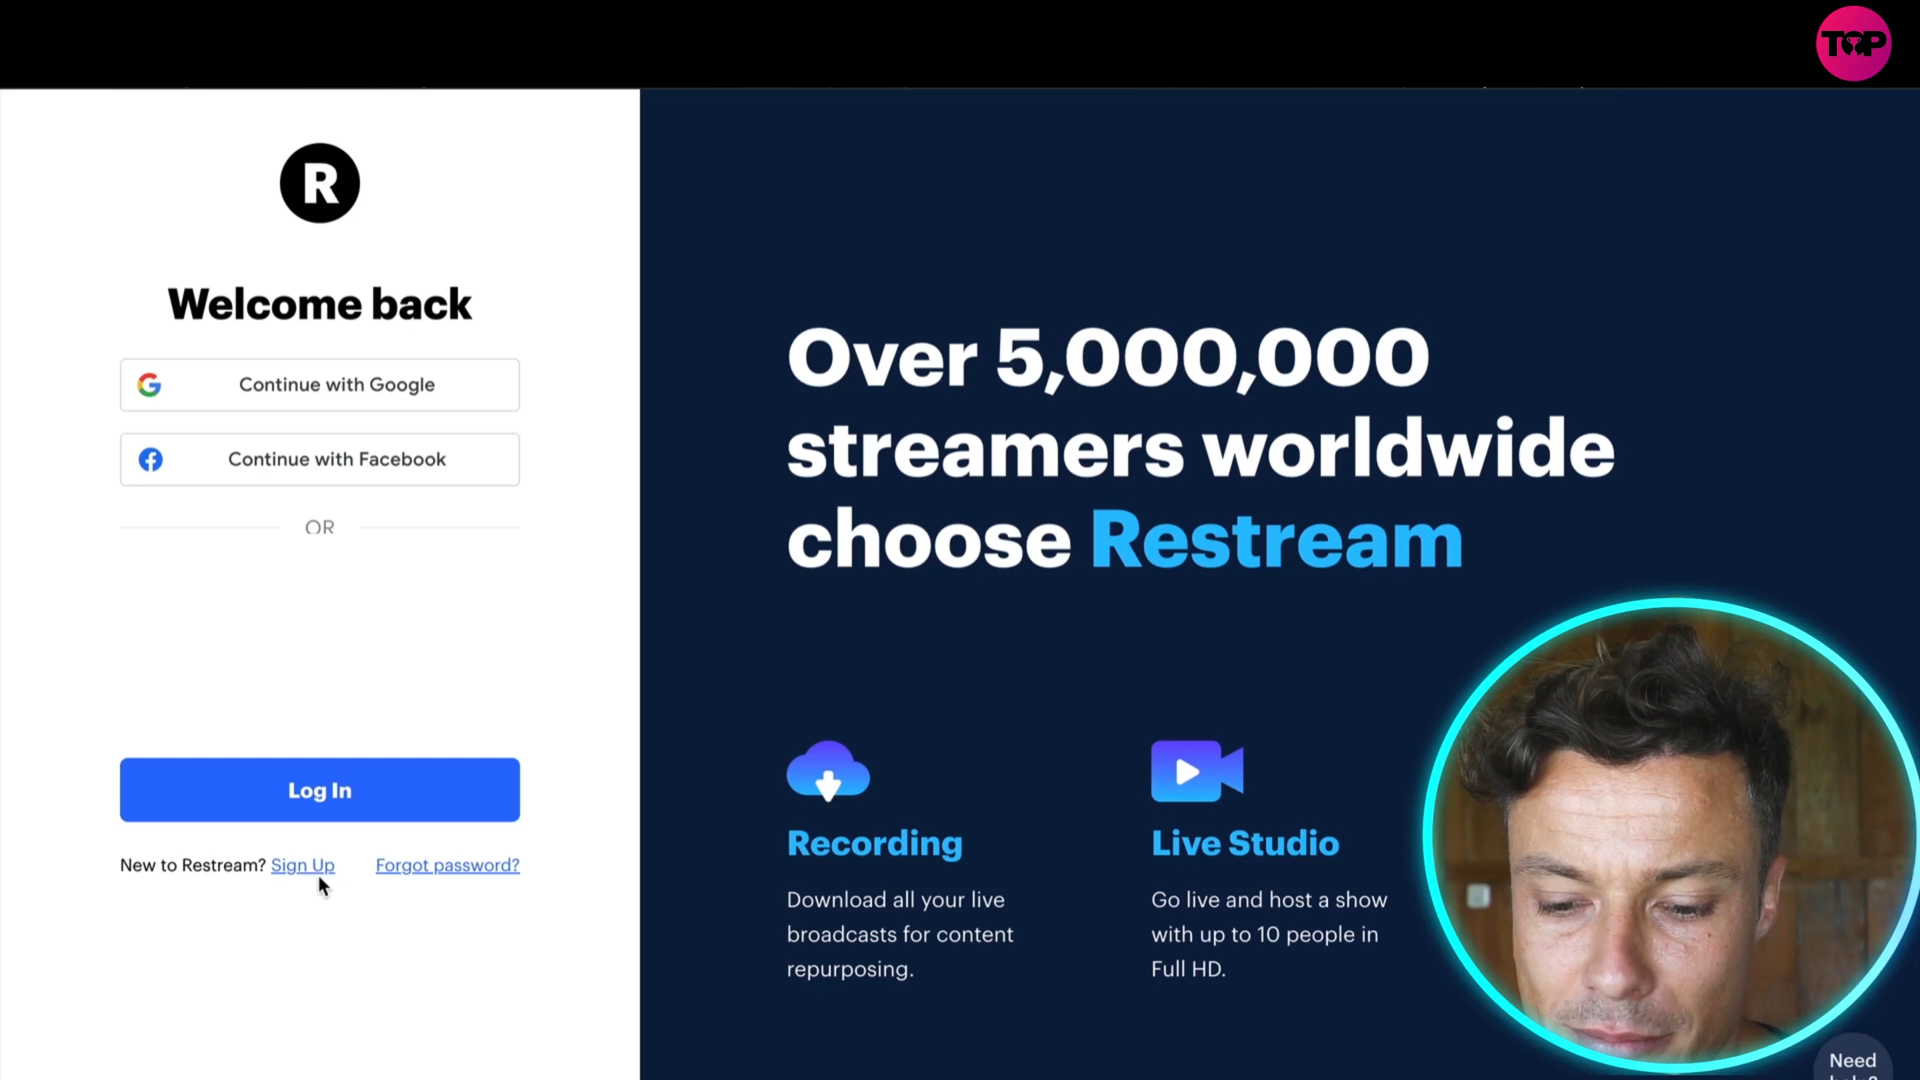 TOP
R
Welcome back
Continue with Google
Continue with Facebook
OR
Log In
New to Restream? Sign Up
Forgot password?
Over 5,000,000
streamers worldwide
choose Restream
Recording
Download all your live
broadcasts for content
repurposing.
Live Studio
Go live and host a show
with up to 10 people in
Full HD.
Need
help?